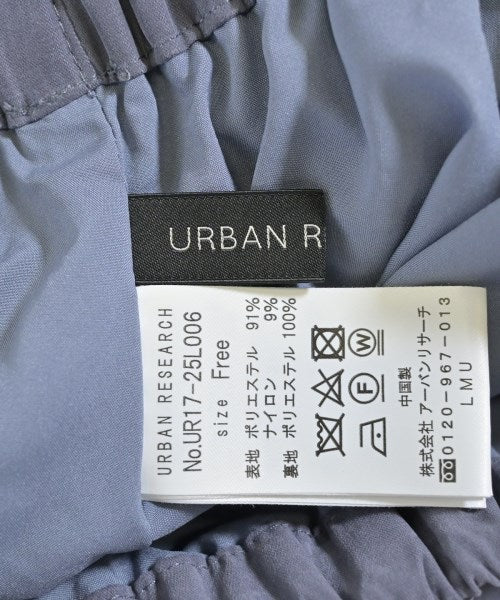 URBAN R
URBAN RESEARCH
No.UR17-25L006
size Free
表地 ポリエステル 91%
ナイロン 9%
裏地 ポリエステル 100%
F
W
中国製
株式会社 アーバンリサーチ
0120-967-013
LMU